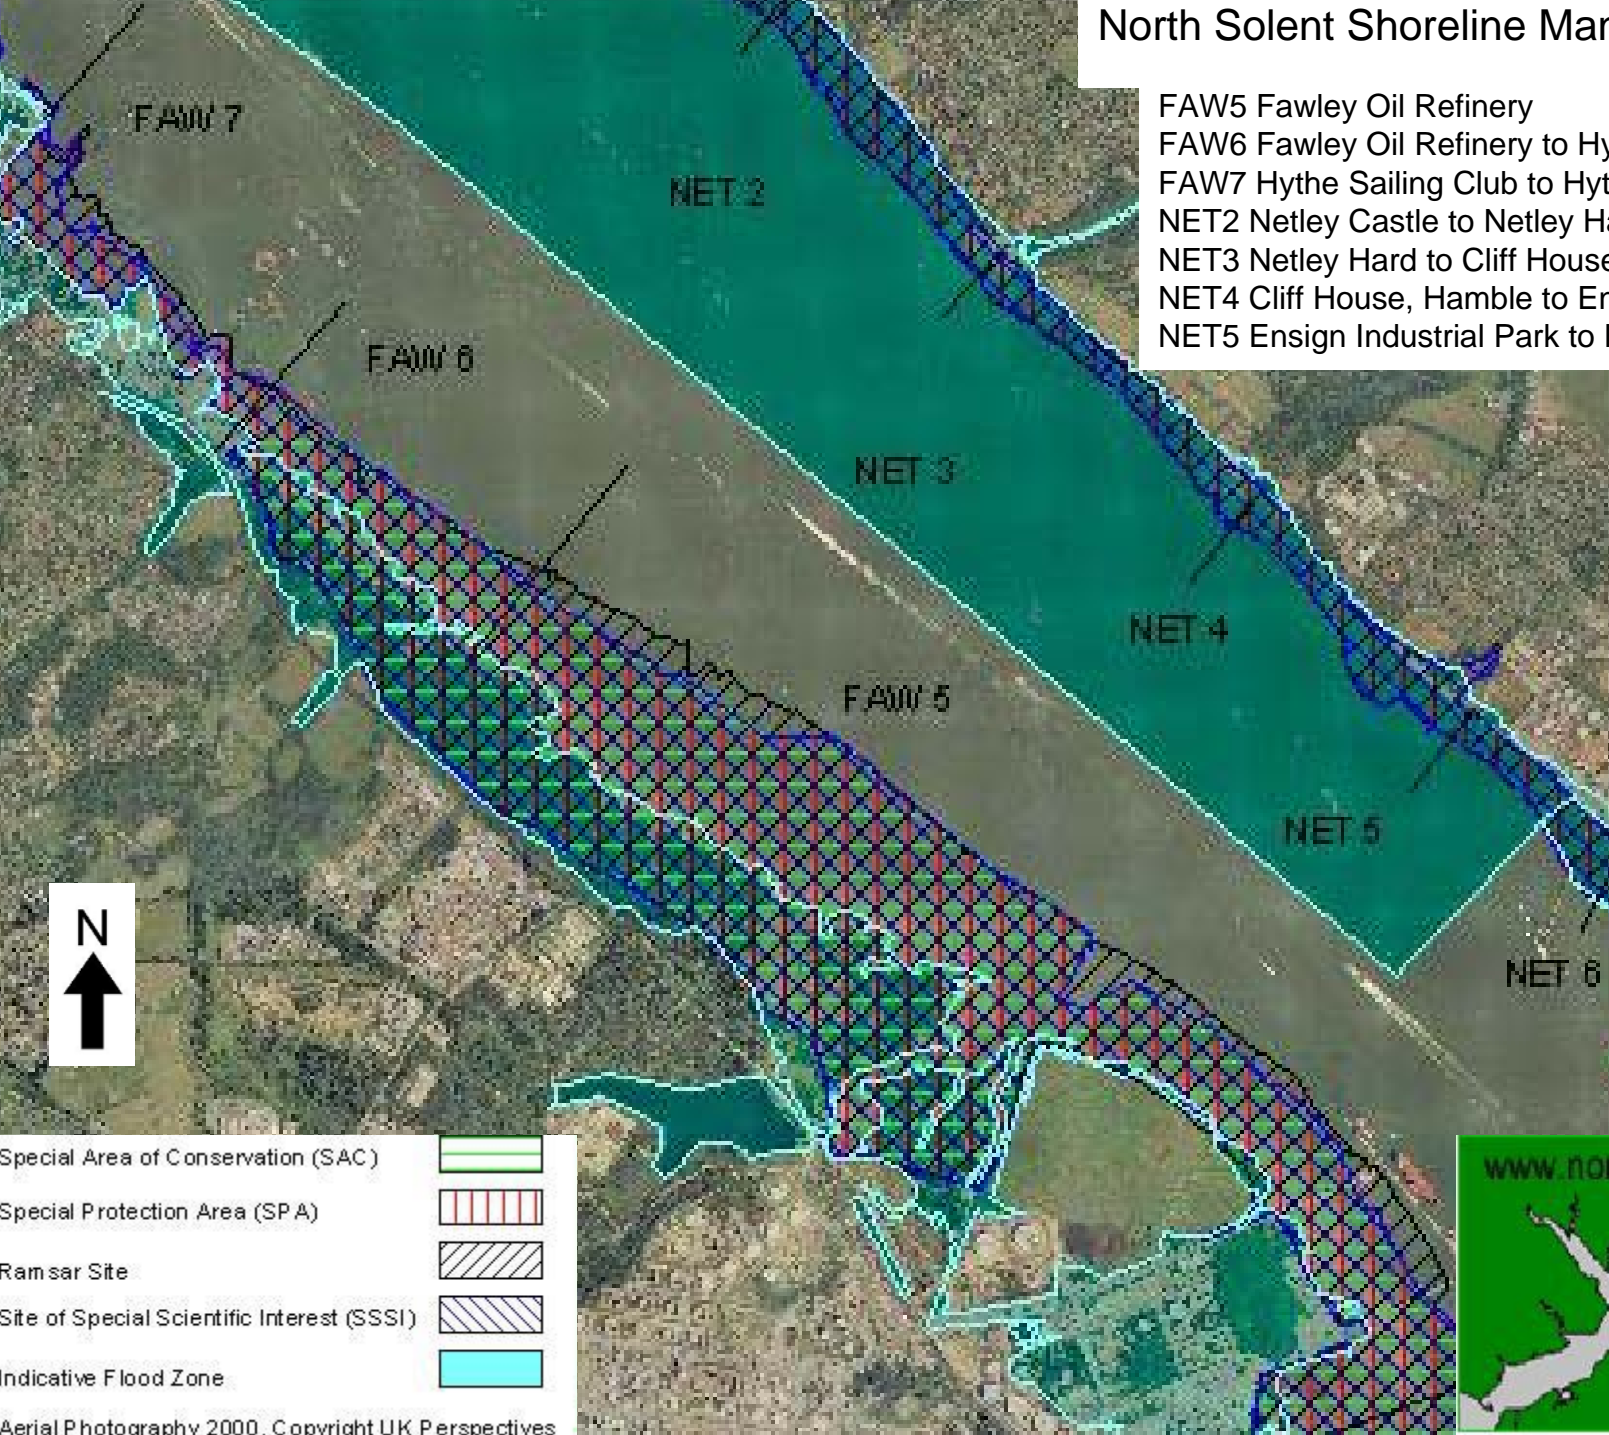 North Solent Shoreline Mar
FAW5 Fawley Oil Refinery
FAW6 Fawley Oil Refinery to Hy
FAW7 Hythe Sailing Club to Hyt
NET2 Netley Castle to Netley Ha
NET3 Netley Hard to Cliff House
NET4 Cliff House, Hamble to En
NET5 Ensign Industrial Park to
FAW 7
NET 2
FAW 6
NET 3
NET 4
FAW 5
NET 5
NET 6
N
Special Area of Conservation (SAC)
Special Protection Area (SPA)
Ramsar Site
Site of Special Scientific Interest (SSSI)
Indicative Flood Zone
Aerial Photography 2000. Copyright UK Perspectives
www.nor